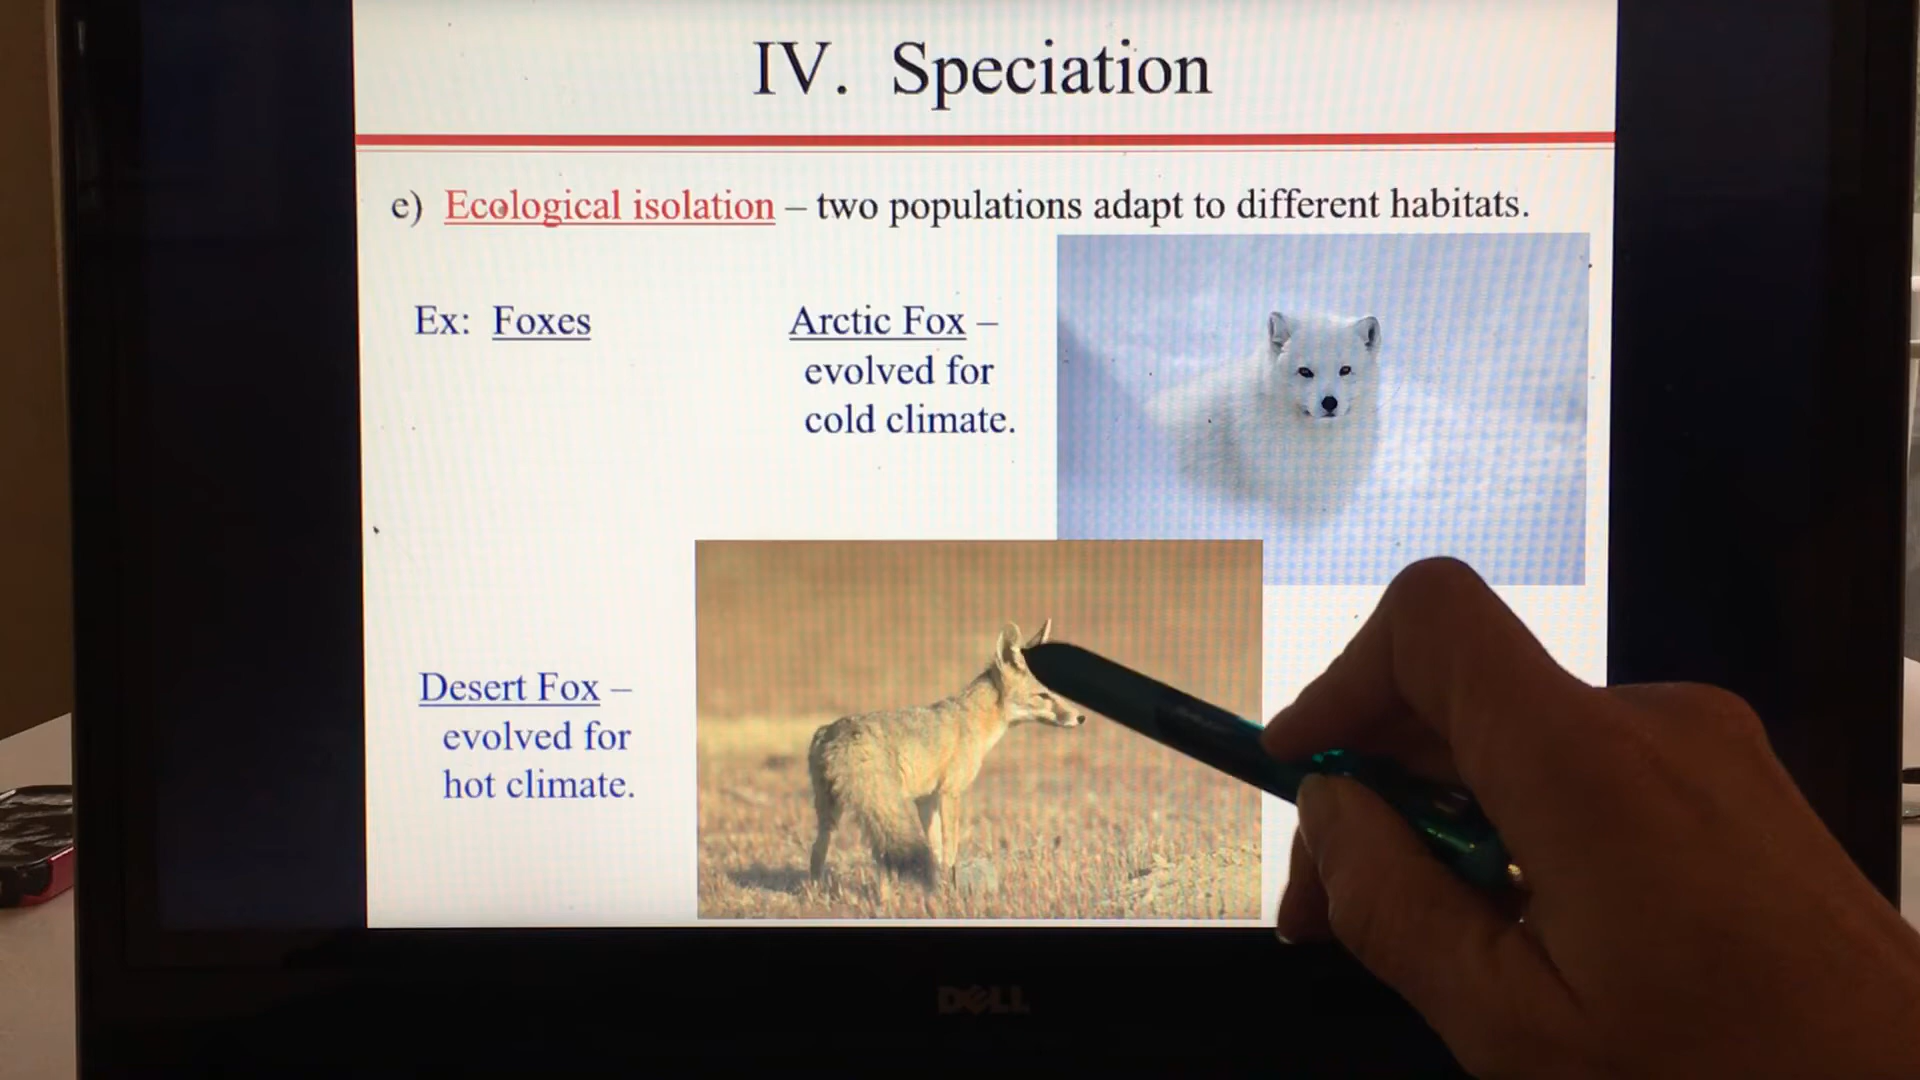 IV. Speciation
e) Ecological isolation – two populations adapt to different habitats.
Ex: Foxes
Arctic Fox –
evolved for
cold climate.
Desert Fox –
evolved for
hot climate.
DELL